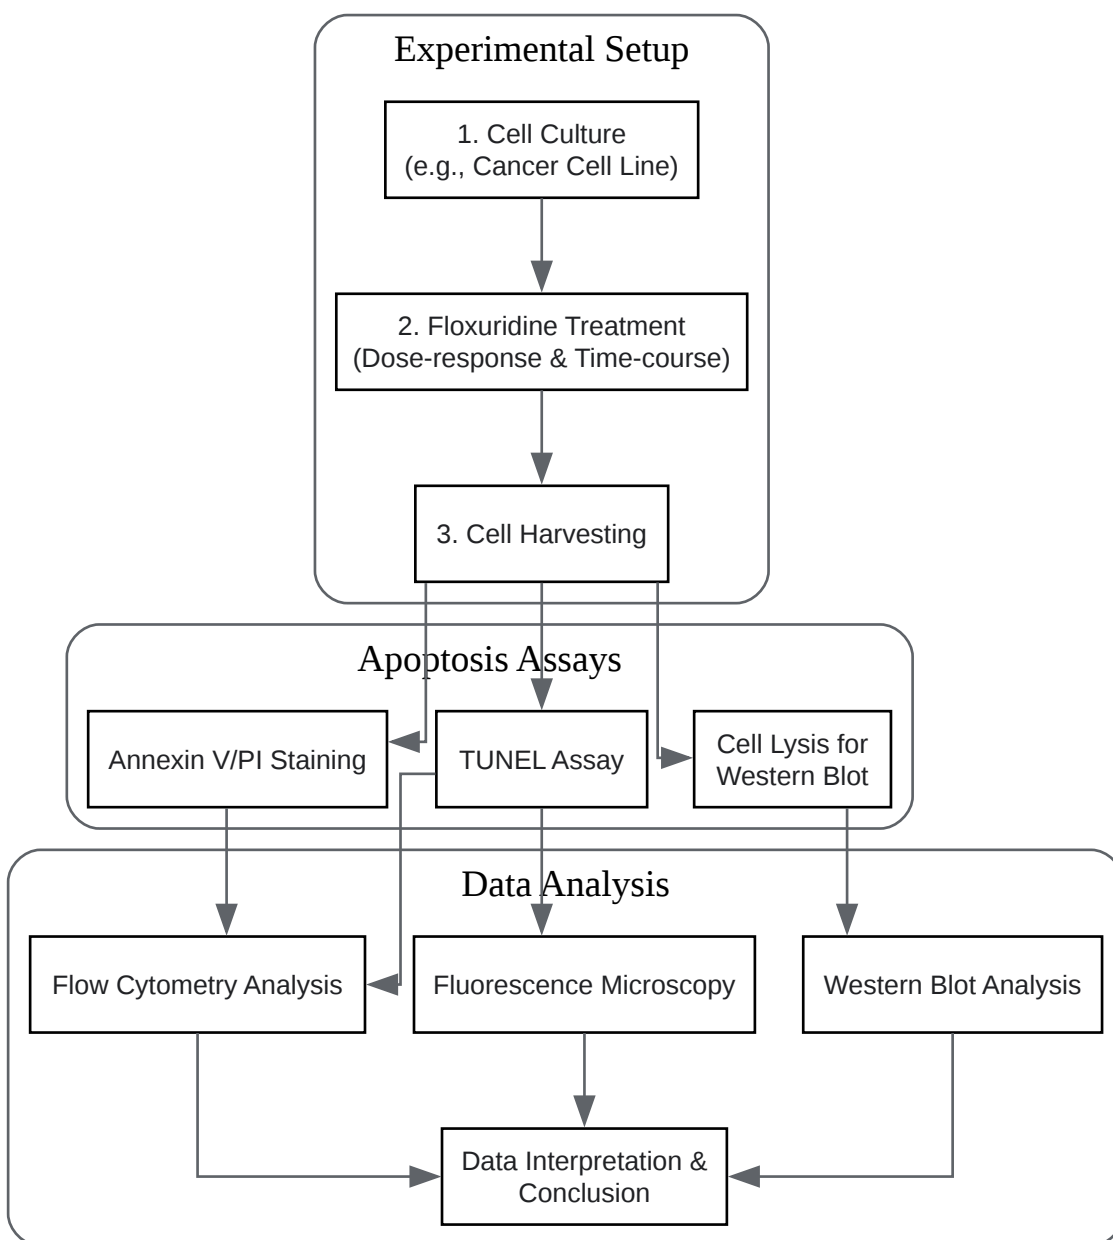 Experimental Setup
1. Cell Culture
(e.g., Cancer Cell Line)
2. Floxuridine Treatment
(Dose-response & Time-course)
3. Cell Harvesting
Apoptosis Assays
Annexin V/PI Staining
TUNEL Assay
Cell Lysis for
Western Blot
Data Analysis
Flow Cytometry Analysis
Fluorescence Microscopy
Western Blot Analysis
Data Interpretation &
Conclusion